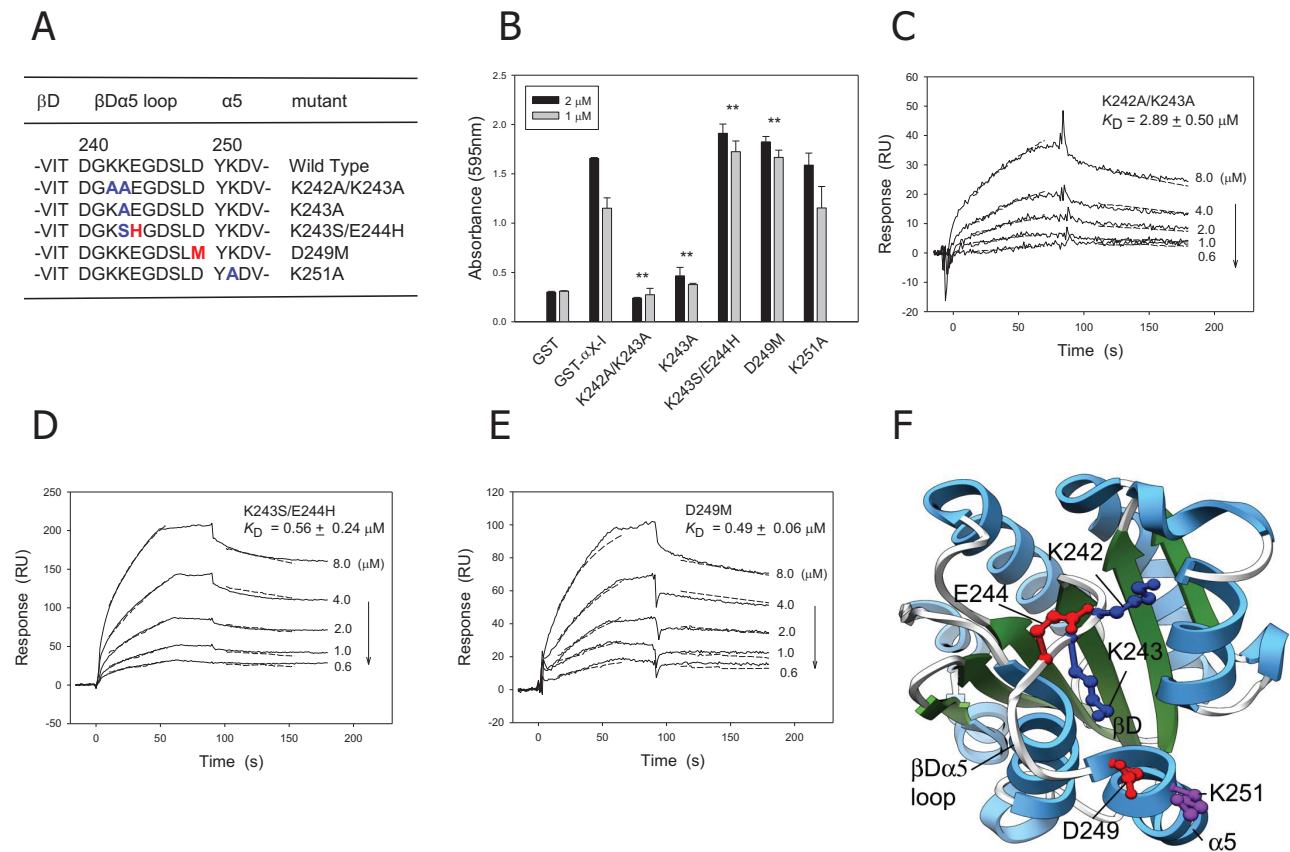 A
βD βDα5 loop α5 mutant
240 250
-VIT DGKKEGDSLD YKDV- Wild Type
-VIT DGAAEGDSLD YKDV- K242A/K243A
-VIT DGKAEGDSLD YKDV- K243A
-VIT DGKSHGDSLD YKDV- K243S/E244H
-VIT DGKKEGDSLM YKDV- D249M
-VIT DGKKEGDSLD YADV- K251A
B
2.5
2.0
1.5
1.0
0.5
0.0
Absorbance (595nm)
2 μM
1 μM
**
**
**
**
GST
GST-αX-I
K242A/K243A
K243A
K243S/E244H
D249M
K251A
C
60
50
40
30
20
10
0
-10
-20
Response (RU)
K242A/K243A
KD = 2.89 ± 0.50 μM
8.0 (μM)
4.0
2.0
1.0
0.6
0 50 100 150 200
Time (s)
D
250
200
150
100
50
0
-50
Response (RU)
K243S/E244H
KD = 0.56 ± 0.24 μM
8.0 (μM)
4.0
2.0
1.0
0.6
0 50 100 150 200
Time (s)
E
120
100
80
60
40
20
0
-20
Response (RU)
D249M
KD = 0.49 ± 0.06 μM
8.0 (μM)
4.0
2.0
1.0
0.6
0 50 100 150 200
Time (s)
F
K242
E244
K243
βD
βDα5
loop
K251
D249
α5